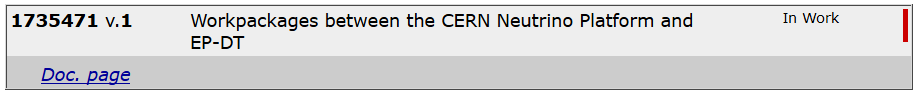 1735471 v.1 Workpackages between the CERN Neutrino Platform and In Work
EP-DT
Doc. page